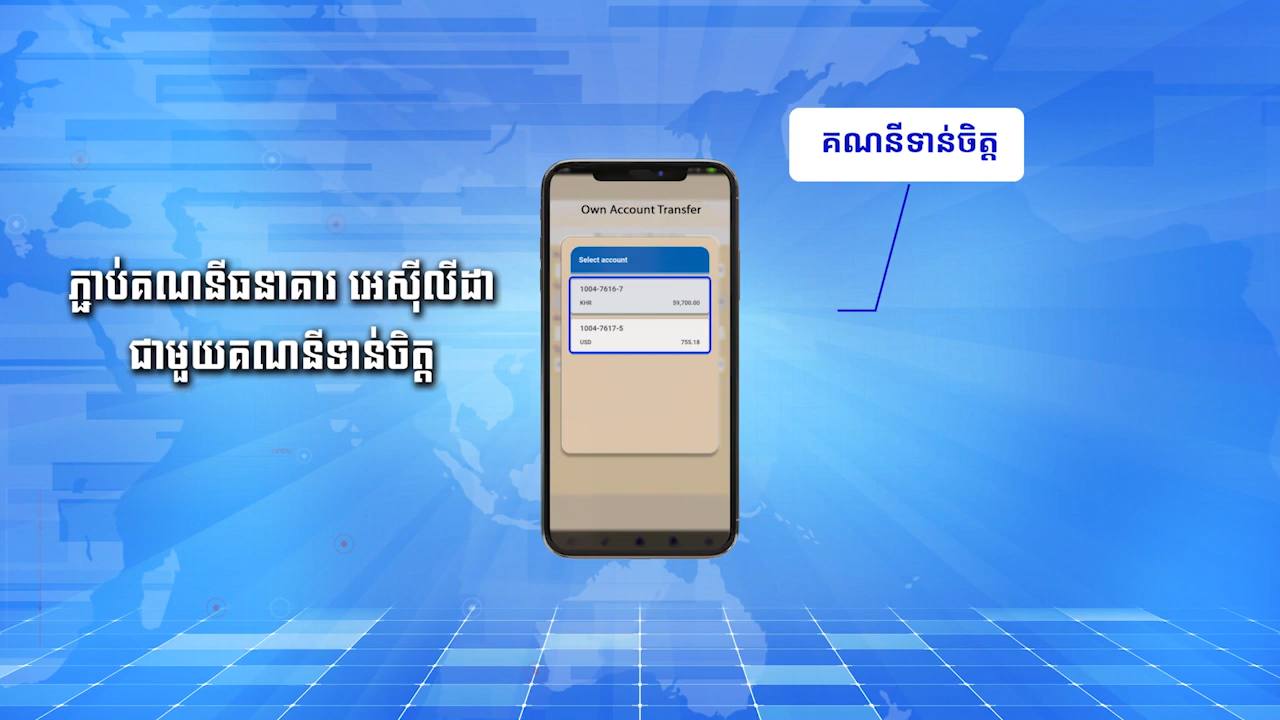 ភ្ជាប់គណនីធនាគារ អេស៊ីលីដា
ជាមួយគណនីទាន់ចិត្ត
Own Account Transfer
Select account
1004-7616-7
KHR 59,700.00
1004-7617-5
USD 755.18
គណនីទាន់ចិត្ត